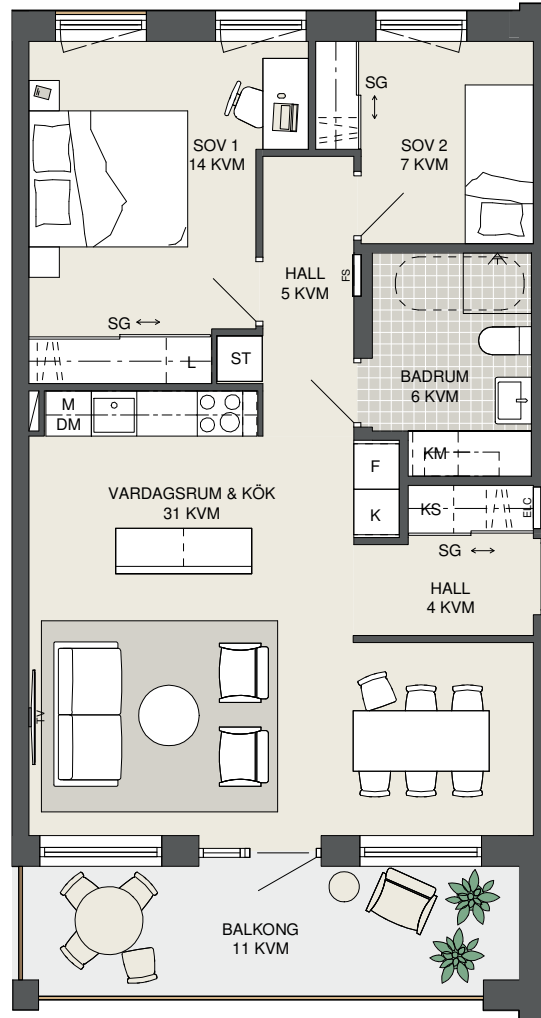 SG
SOV 1
14 KVM
SOV 2
7 KVM
HALL
5 KVM
FS
SG
L
ST
BADRUM
6 KVM
M
DM
KM
F
K
KS
ELC
VARDAGSRUM & KÖK
31 KVM
SG
HALL
4 KVM
TV
BALKONG
11 KVM